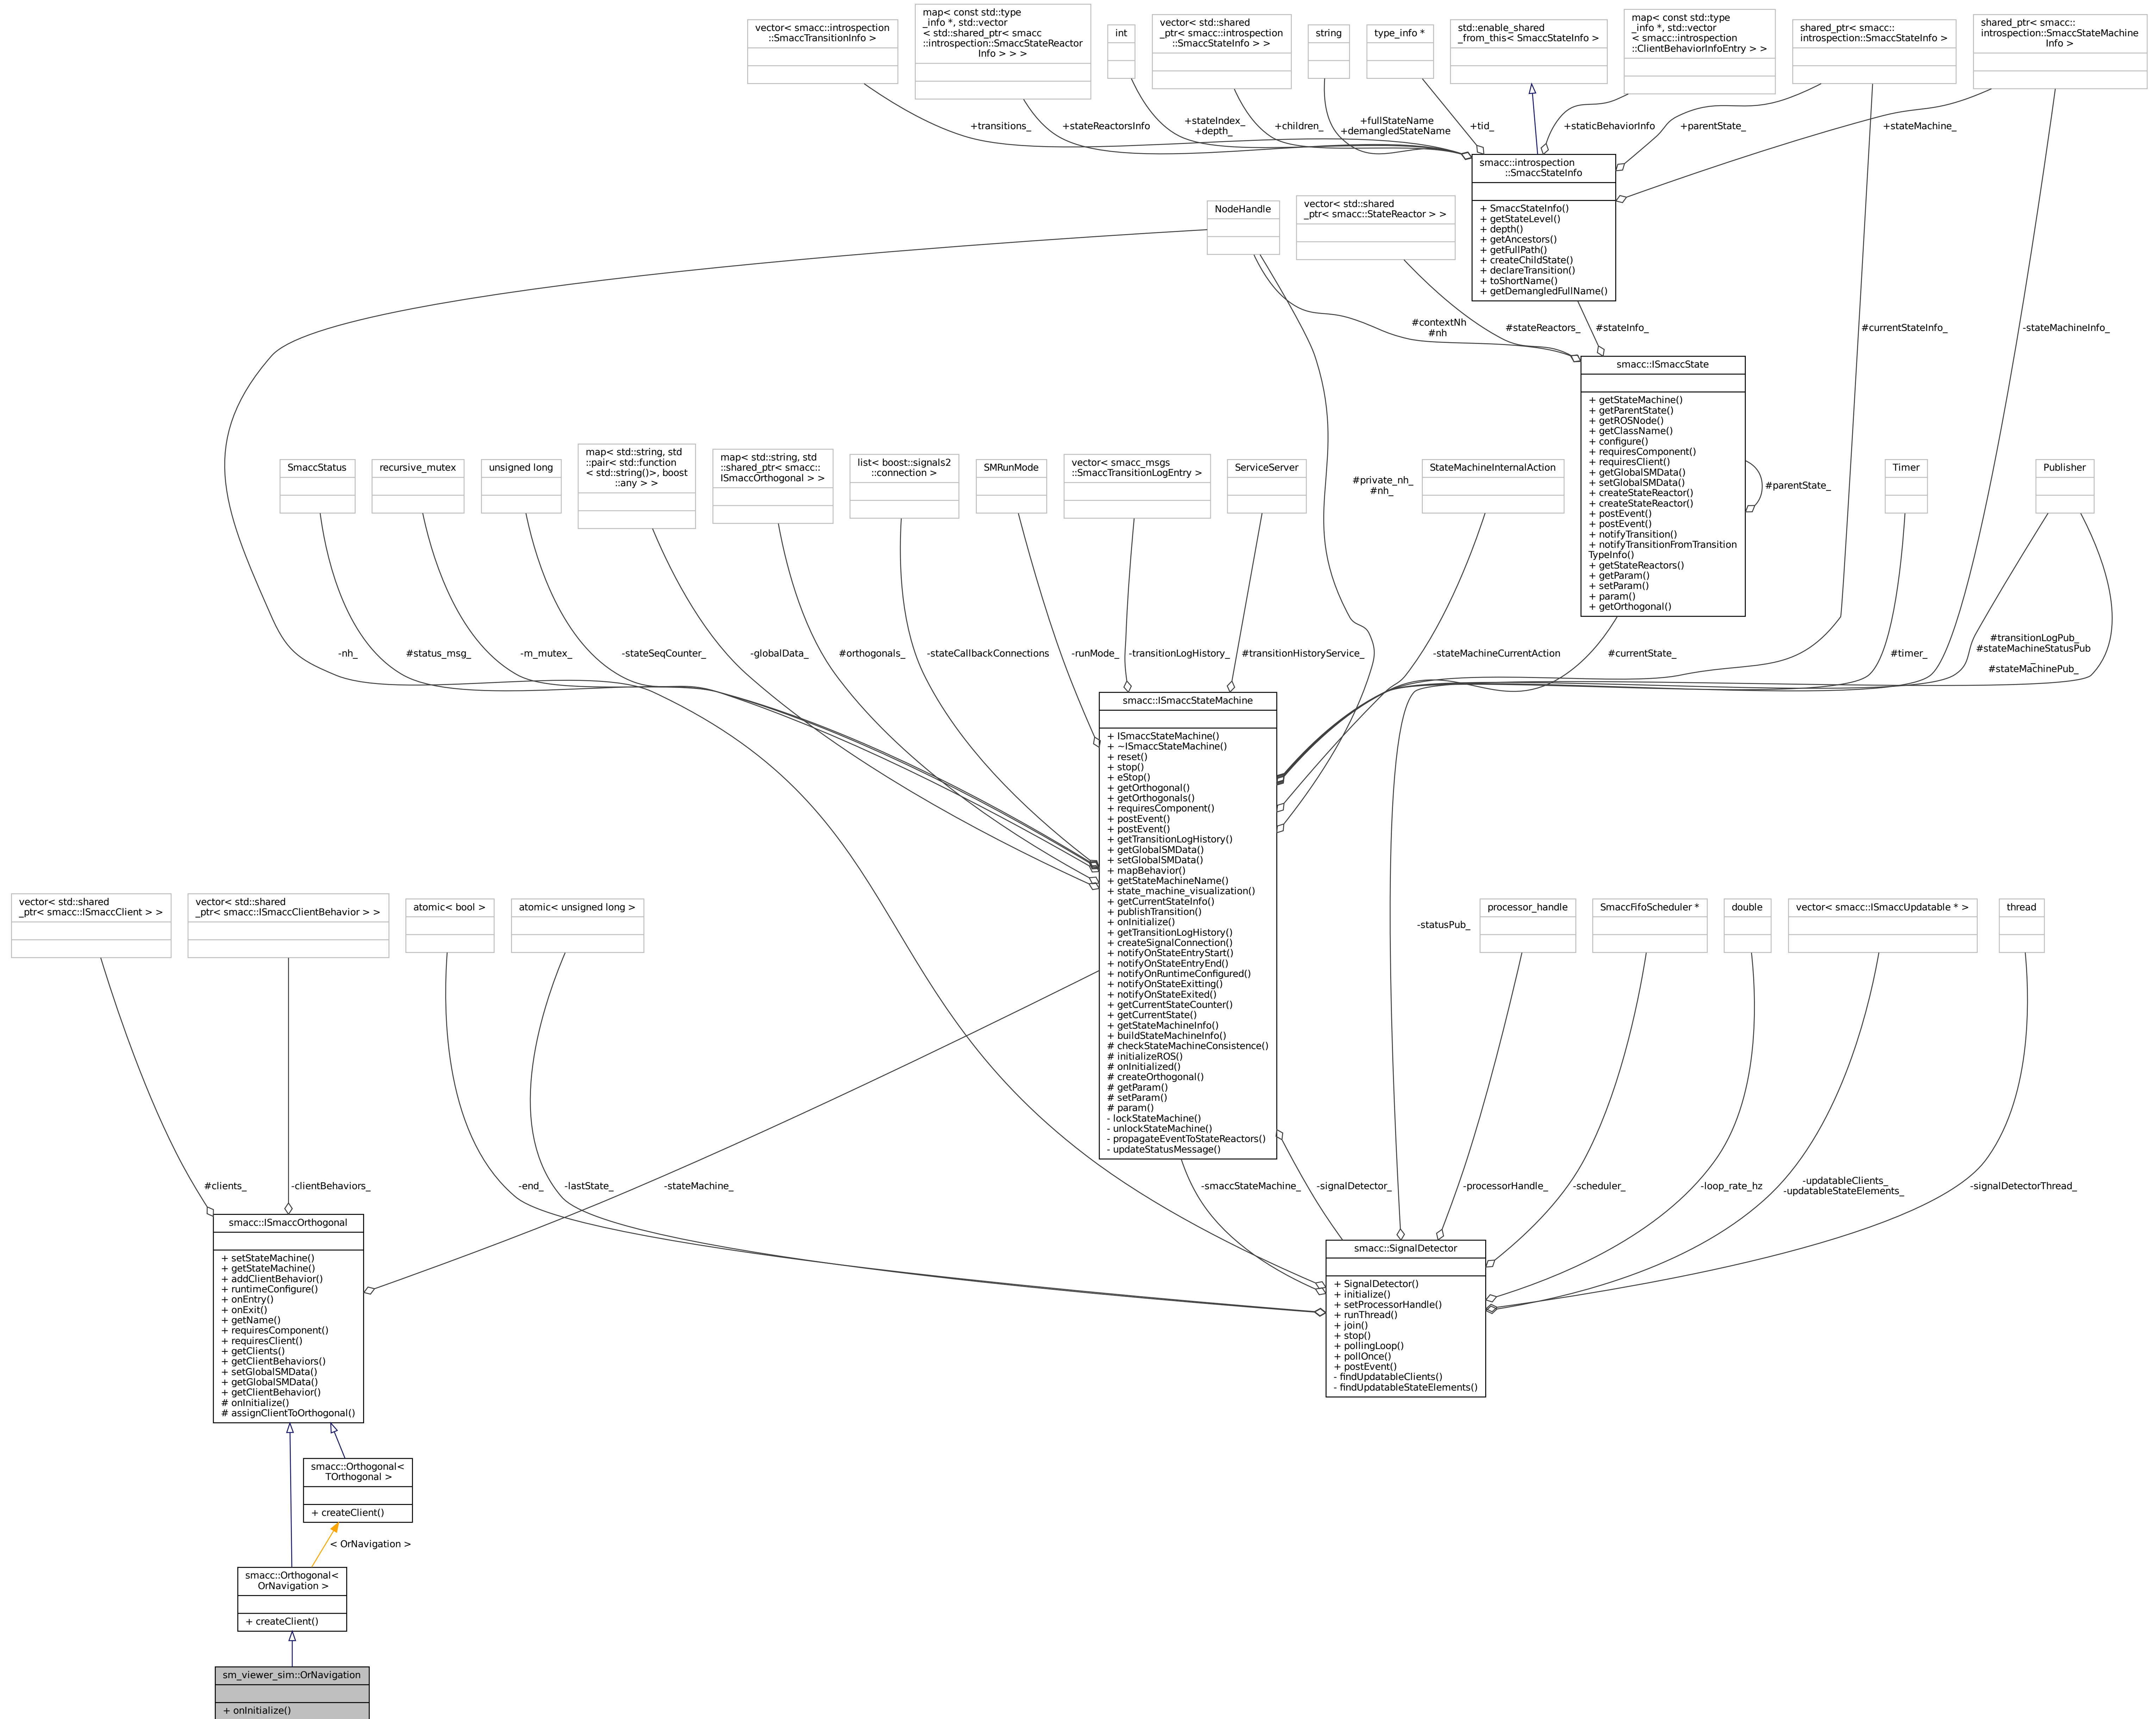 vector< smacc::introspection
::SmaccTransitionInfo >
map< const std::type
_info *, std::vector
< std::shared_ptr< smacc
::introspection::SmaccStateReactor
Info > > >
int
vector< std::shared
_ptr< smacc::introspection
::SmaccStateInfo > >
string
type_info *
std::enable_shared
_from_this< SmaccStateInfo >
map< const std::type
_info *, std::vector
< smacc::introspection
::ClientBehaviorInfoEntry > >
shared_ptr< smacc::
introspection::SmaccStateInfo >
shared_ptr< smacc::
introspection::SmaccStateMachine
Info >
+transitions_
+stateReactorsInfo
+stateIndex_
+depth_
+children_
+fullStateName
+demangledStateName
+tid_
+staticBehaviorInfo
+parentState_
+stateMachine_
smacc::introspection
::SmaccStateInfo
+ SmaccStateInfo()
+ getStateLevel()
+ depth()
+ getAncestors()
+ getFullPath()
+ createChildState()
+ declareTransition()
+ toShortName()
+ getDemangledFullName()
NodeHandle
vector< std::shared
_ptr< smacc::StateReactor > >
#contextNh
#nh
#stateReactors_
#stateInfo_
#currentStateInfo_
-stateMachineInfo_
smacc::ISmaccState
+ getStateMachine()
+ getParentState()
+ getROSNode()
+ getClassName()
+ configure()
+ requiresComponent()
+ requiresClient()
+ getGlobalSMData()
+ setGlobalSMData()
+ createStateReactor()
+ createStateReactor()
+ postEvent()
+ postEvent()
+ notifyTransition()
+ notifyTransitionFromTransition
TypeInfo()
+ getStateReactors()
+ getParam()
+ setParam()
+ param()
+ getOrthogonal()
#parentState_
SmaccStatus
recursive_mutex
unsigned long
map< std::string, std
::pair< std::function
< std::string()>, boost
::any > >
map< std::string, std
::shared_ptr< smacc::
ISmaccOrthogonal > >
list< boost::signals2
::connection >
SMRunMode
vector< smacc_msgs
::SmaccTransitionLogEntry >
ServiceServer
#private_nh_
#nh_
StateMachineInternalAction
Timer
Publisher
-nh_
#status_msg_
-m_mutex_
-stateSeqCounter_
-globalData_
#orthogonals_
-stateCallbackConnections
-runMode_
-transitionLogHistory_
#transitionHistoryService_
-stateMachineCurrentAction
#currentState_
#timer_
#transitionLogPub_
#stateMachineStatusPub
_
#stateMachinePub_
smacc::ISmaccStateMachine
+ ISmaccStateMachine()
+ ~ISmaccStateMachine()
+ reset()
+ stop()
+ eStop()
+ getOrthogonal()
+ getOrthogonals()
+ requiresComponent()
+ postEvent()
+ postEvent()
+ getTransitionLogHistory()
+ getGlobalSMData()
+ setGlobalSMData()
+ mapBehavior()
+ getStateMachineName()
+ state_machine_visualization()
+ getCurrentStateInfo()
+ publishTransition()
+ onInitialize()
+ getTransitionLogHistory()
+ createSignalConnection()
+ notifyOnStateEntryStart()
+ notifyOnStateEntryEnd()
+ notifyOnRuntimeConfigured()
+ notifyOnStateExitting()
+ notifyOnStateExited()
+ getCurrentStateCounter()
+ getCurrentState()
+ getStateMachineInfo()
+ buildStateMachineInfo()
# checkStateMachineConsistence()
# initializeROS()
# onInitialized()
# createOrthogonal()
# getParam()
# setParam()
# param()
- lockStateMachine()
- unlockStateMachine()
- propagateEventToStateReactors()
- updateStatusMessage()
vector< std::shared
_ptr< smacc::ISmaccClient > >
vector< std::shared
_ptr< smacc::ISmaccClientBehavior > >
atomic< bool >
atomic< unsigned long >
-statusPub_
processor_handle
SmaccFifoScheduler *
double
vector< smacc::ISmaccUpdatable * >
thread
#clients_
-clientBehaviors_
-end_
-lastState_
-stateMachine_
-smaccStateMachine_
-signalDetector_
-processorHandle_
-scheduler_
-loop_rate_hz
-updatableClients_
-updatableStateElements_
-signalDetectorThread_
smacc::ISmaccOrthogonal
+ setStateMachine()
+ getStateMachine()
+ addClientBehavior()
+ runtimeConfigure()
+ onEntry()
+ onExit()
+ getName()
+ requiresComponent()
+ requiresClient()
+ getClients()
+ getClientBehaviors()
+ setGlobalSMData()
+ getGlobalSMData()
+ getClientBehavior()
# onInitialize()
# assignClientToOrthogonal()
smacc::SignalDetector
+ SignalDetector()
+ initialize()
+ setProcessorHandle()
+ runThread()
+ join()
+ stop()
+ pollingLoop()
+ pollOnce()
+ postEvent()
- findUpdatableClients()
- findUpdatableStateElements()
smacc::Orthogonal<
TOrthogonal >
+ createClient()
< OrNavigation >
smacc::Orthogonal<
OrNavigation >
+ createClient()
sm_viewer_sim::OrNavigation
+ onInitialize()